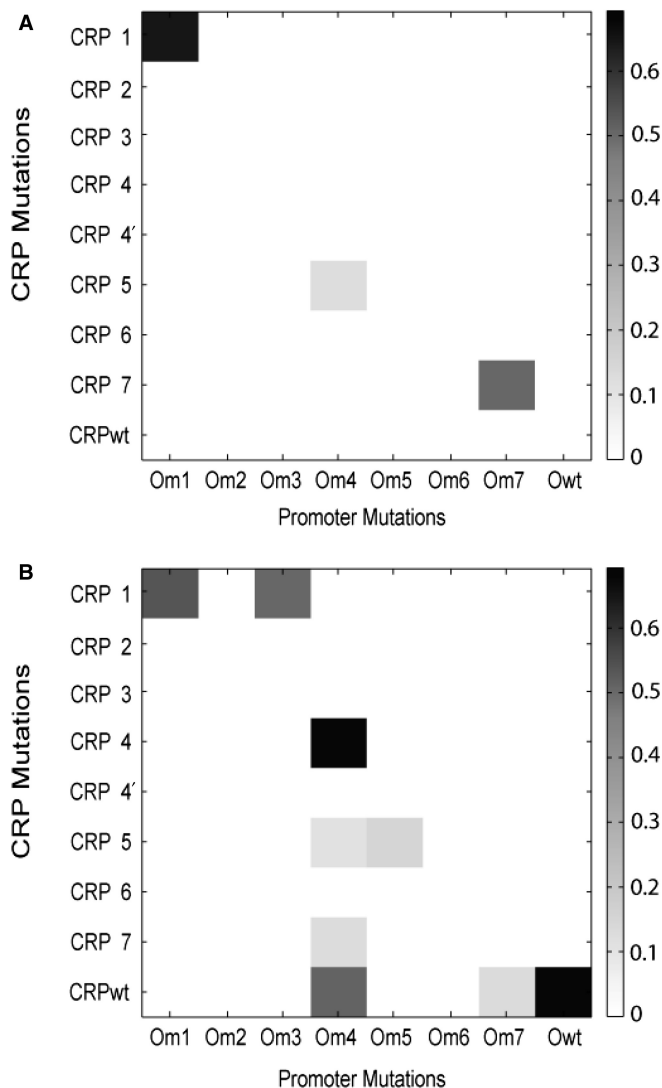 A
CRP Mutations
CRP 1
CRP 2
CRP 3
CRP 4
CRP 4′
CRP 5
CRP 6
CRP 7
CRPwt
Om1 Om2 Om3 Om4 Om5 Om6 Om7 Owt
Promoter Mutations
0.6
0.5
0.4
0.3
0.2
0.1
0
B
CRP Mutations
CRP 1
CRP 2
CRP 3
CRP 4
CRP 4′
CRP 5
CRP 6
CRP 7
CRPwt
Om1 Om2 Om3 Om4 Om5 Om6 Om7 Owt
Promoter Mutations
0.6
0.5
0.4
0.3
0.2
0.1
0